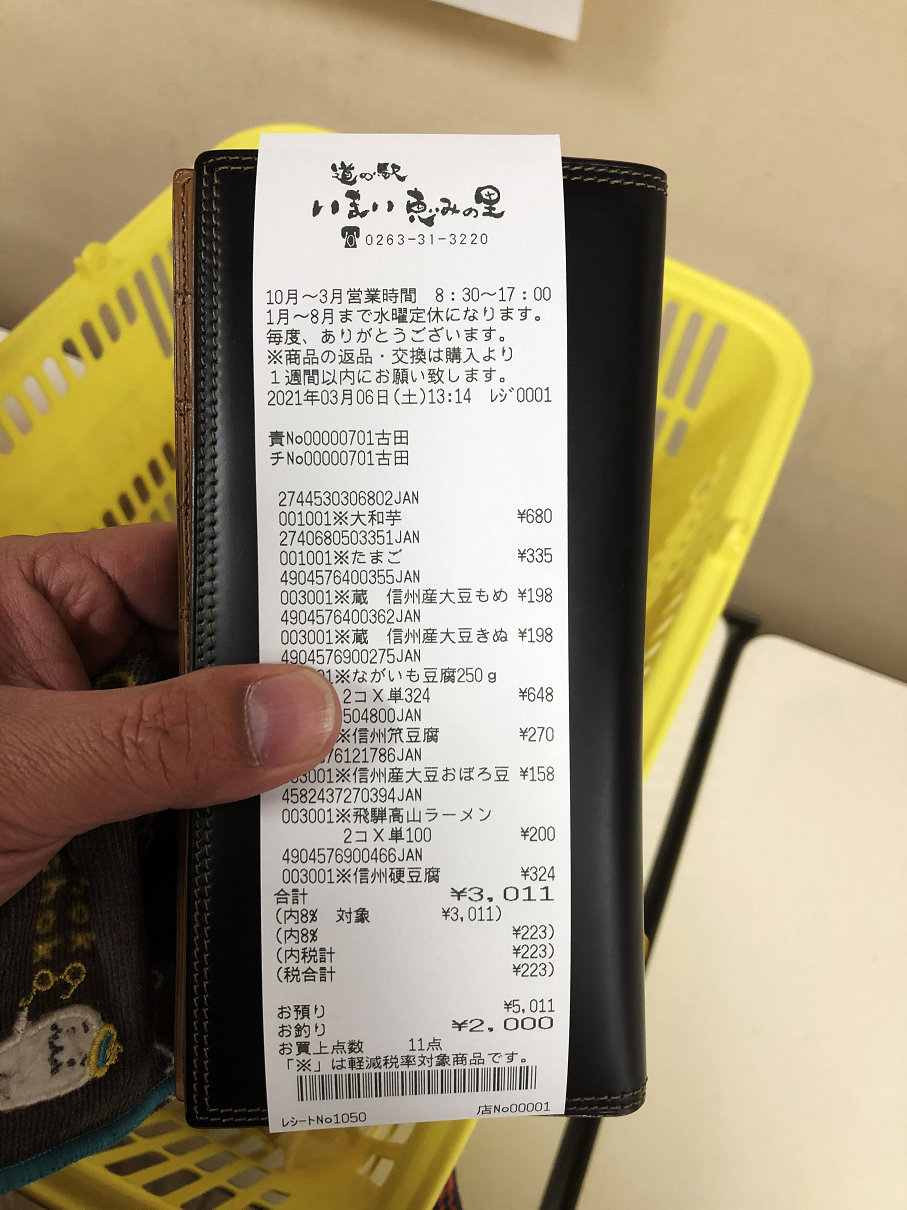 道の駅
いまい恵みの里
☎0263-31-3220
10月〜3月営業時間 8:30〜17:00
1月〜8月まで水曜定休になります。
毎度、ありがとうございます。
※商品の返品・交換は購入より
1週間以内にお願い致します。
2021年03月06日(土)13:14 ﾚｼﾞ0001
責No00000701古田
チNo00000701古田
2744530306802JAN
001001※大和芋 ¥680
2740680503351JAN
001001※たまご ¥335
4904576400355JAN
003001※蔵 信州産大豆もめ ¥198
4904576400362JAN
003001※蔵 信州産大豆きぬ ¥198
4904576900275JAN
01※ながいも豆腐250g
2コX単324 ¥648
504800JAN
※信州笊豆腐 ¥270
76121786JAN
03001※信州産大豆おぼろ豆 ¥158
4582437270394JAN
003001※飛騨高山ラーメン
2コX単100 ¥200
4904576900466JAN
003001※信州硬豆腐 ¥324
合計 ¥3,011
(内8% 対象 ¥3,011)
(内8% ¥223)
(内税計 ¥223)
(税合計 ¥223)
お預り ¥5,011
お釣り ¥2,000
お買上点数 11点
「※」は軽減税率対象商品です。
レシートNo1050 店No00001